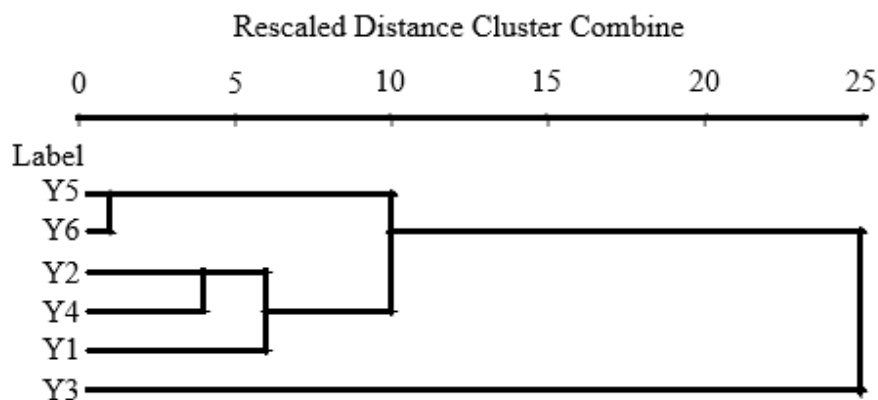 Rescaled Distance Cluster Combine
0 5 10 15 20 25
Label
Y5
Y6
Y2
Y4
Y1
Y3